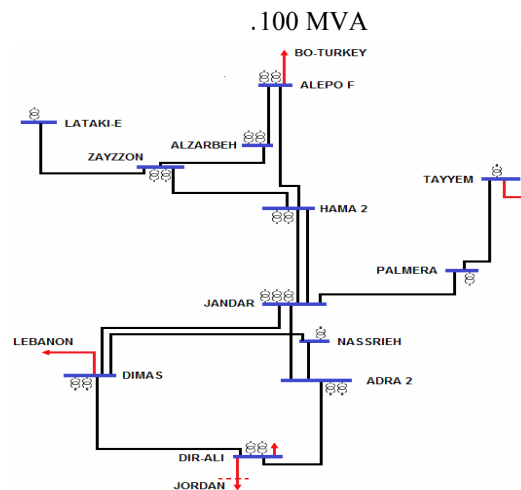 .100 MVA
BO-TURKEY
ALEPO F
LATAKI-E
ALZARBEH
ZAYZZON
TAYYEM
HAMA 2
PALMERA
JANDAR
LEBANON
NASSRIEH
DIMAS
ADRA 2
DIR-ALI
JORDAN